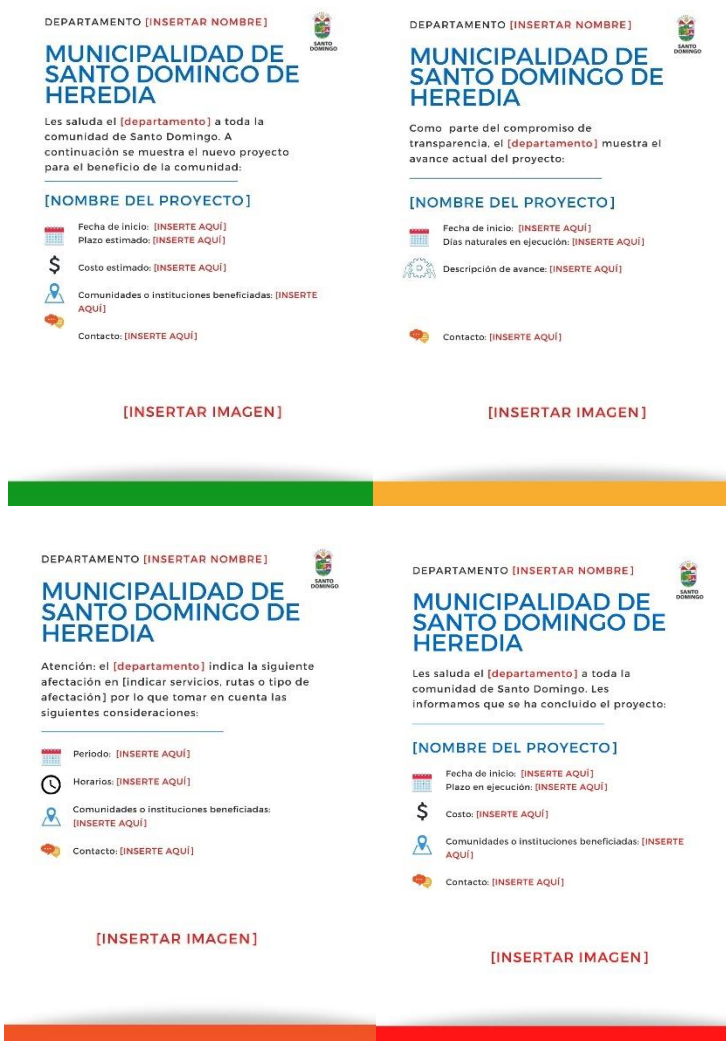 DEPARTAMENTO [INSERTAR NOMBRE]
SANTO
DOMINGO
MUNICIPALIDAD DE
SANTO DOMINGO DE
HEREDIA
Les saluda el [departamento] a toda la
comunidad de Santo Domingo. A
continuación se muestra el nuevo proyecto
para el beneficio de la comunidad:
[NOMBRE DEL PROYECTO]
Fecha de inicio: [INSERTE AQUÍ]
Plazo estimado: [INSERTE AQUÍ]
$
Costo estimado: [INSERTE AQUÍ]
Comunidades o instituciones beneficiadas: [INSERTE
AQUÍ]
Contacto: [INSERTE AQUÍ]
[INSERTAR IMAGEN]
DEPARTAMENTO [INSERTAR NOMBRE]
SANTO
DOMINGO
MUNICIPALIDAD DE
SANTO DOMINGO DE
HEREDIA
Como parte del compromiso de
transparencia, el [departamento] muestra el
avance actual del proyecto:
[NOMBRE DEL PROYECTO]
Fecha de inicio: [INSERTE AQUÍ]
Días naturales en ejecución: [INSERTE AQUÍ]
Descripción de avance: [INSERTE AQUÍ]
Contacto: [INSERTE AQUÍ]
[INSERTAR IMAGEN]
DEPARTAMENTO [INSERTAR NOMBRE]
SANTO
DOMINGO
MUNICIPALIDAD DE
SANTO DOMINGO DE
HEREDIA
Atención: el [departamento] indica la siguiente
afectación en [indicar servicios, rutas o tipo de
afectación] por lo que tomar en cuenta las
siguientes consideraciones:
Periodo: [INSERTE AQUÍ]
Horarios: [INSERTE AQUÍ]
Comunidades o instituciones beneficiadas:
[INSERTE AQUÍ]
Contacto: [INSERTE AQUÍ]
[INSERTAR IMAGEN]
DEPARTAMENTO [INSERTAR NOMBRE]
SANTO
DOMINGO
MUNICIPALIDAD DE
SANTO DOMINGO DE
HEREDIA
Les saluda el [departamento] a toda la
comunidad de Santo Domingo. Les
informamos que se ha concluido el proyecto:
[NOMBRE DEL PROYECTO]
Fecha de inicio: [INSERTE AQUÍ]
Plazo en ejecución: [INSERTE AQUÍ]
$
Costo: [INSERTE AQUÍ]
Comunidades o instituciones beneficiadas: [INSERTE
AQUÍ]
Contacto: [INSERTE AQUÍ]
[INSERTAR IMAGEN]